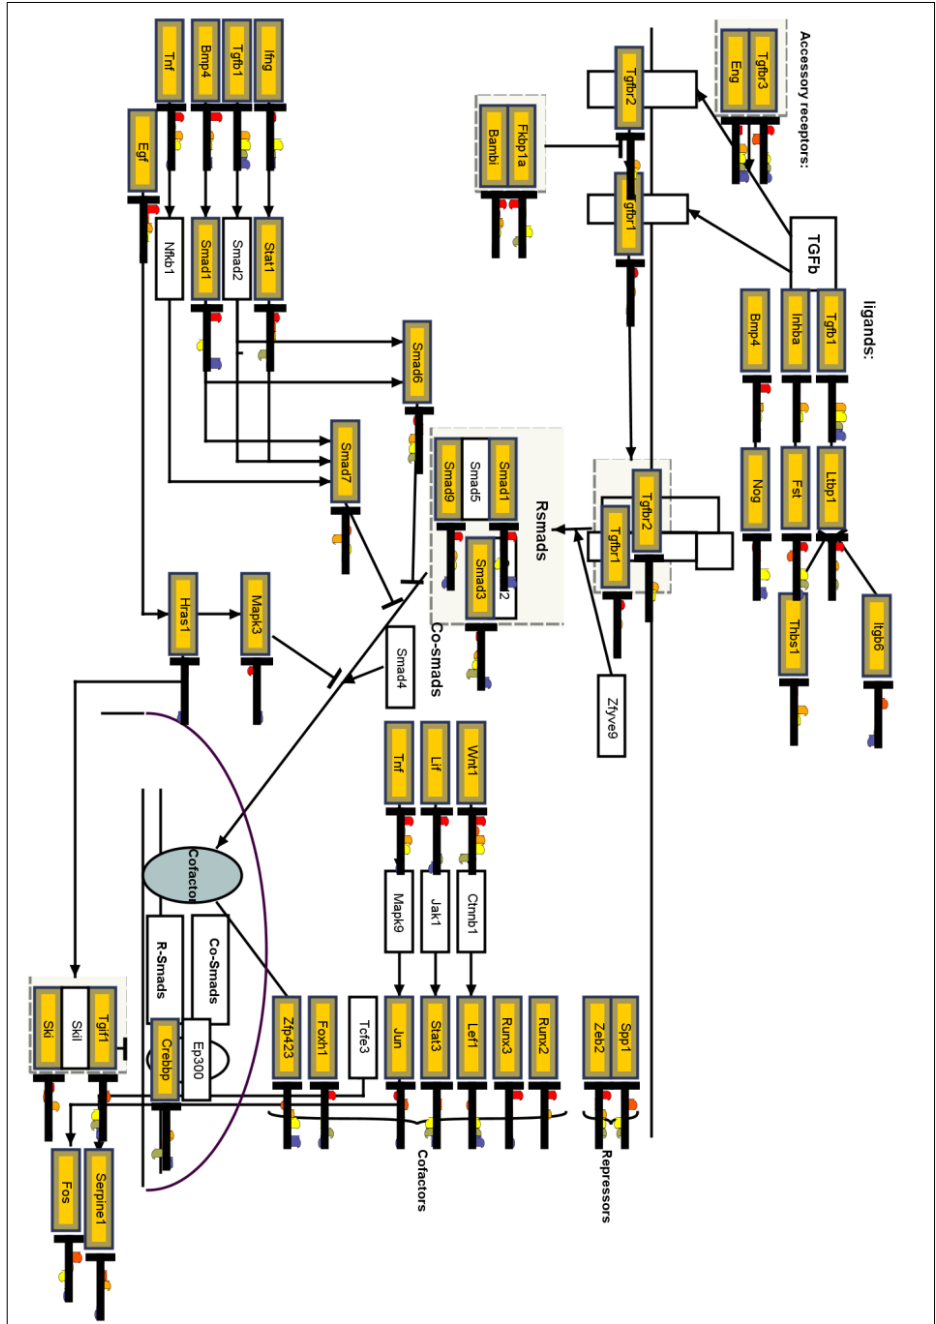 Accessory receptors:
Tgfbr3
Eng
ligands:
TGFb
Tgfb1
Inhba
Bmp4
Ltbp1
Fst
Nog
Itgb6
Thbs1
Tgfbr2
Tgfbr1
Fkbp1a
Bambi
Tgfbr2
Tgfbr1
Zfyve9
Rsmads
Smad1
Smad5
Smad9
Smad3
2
Co-smads
Smad4
Ifng
Tgfb1
Bmp4
Tnf
Egf
Stat1
Smad2
Smad1
Nfkb1
Smad6
Smad7
Hras1
Mapk3
Wnt1
Lif
Tnf
Ctnnb1
Jak1
Mapk9
Spp1
Zeb2
Repressors
Runx2
Runx3
Lef1
Stat3
Jun
Tcfe3
Foxh1
Zfp423
Cofactors
Cofactor
Co-Smads
R-Smads
Ep300
Crebbp
Tgif1
Skil
Ski
Serpine1
Fos